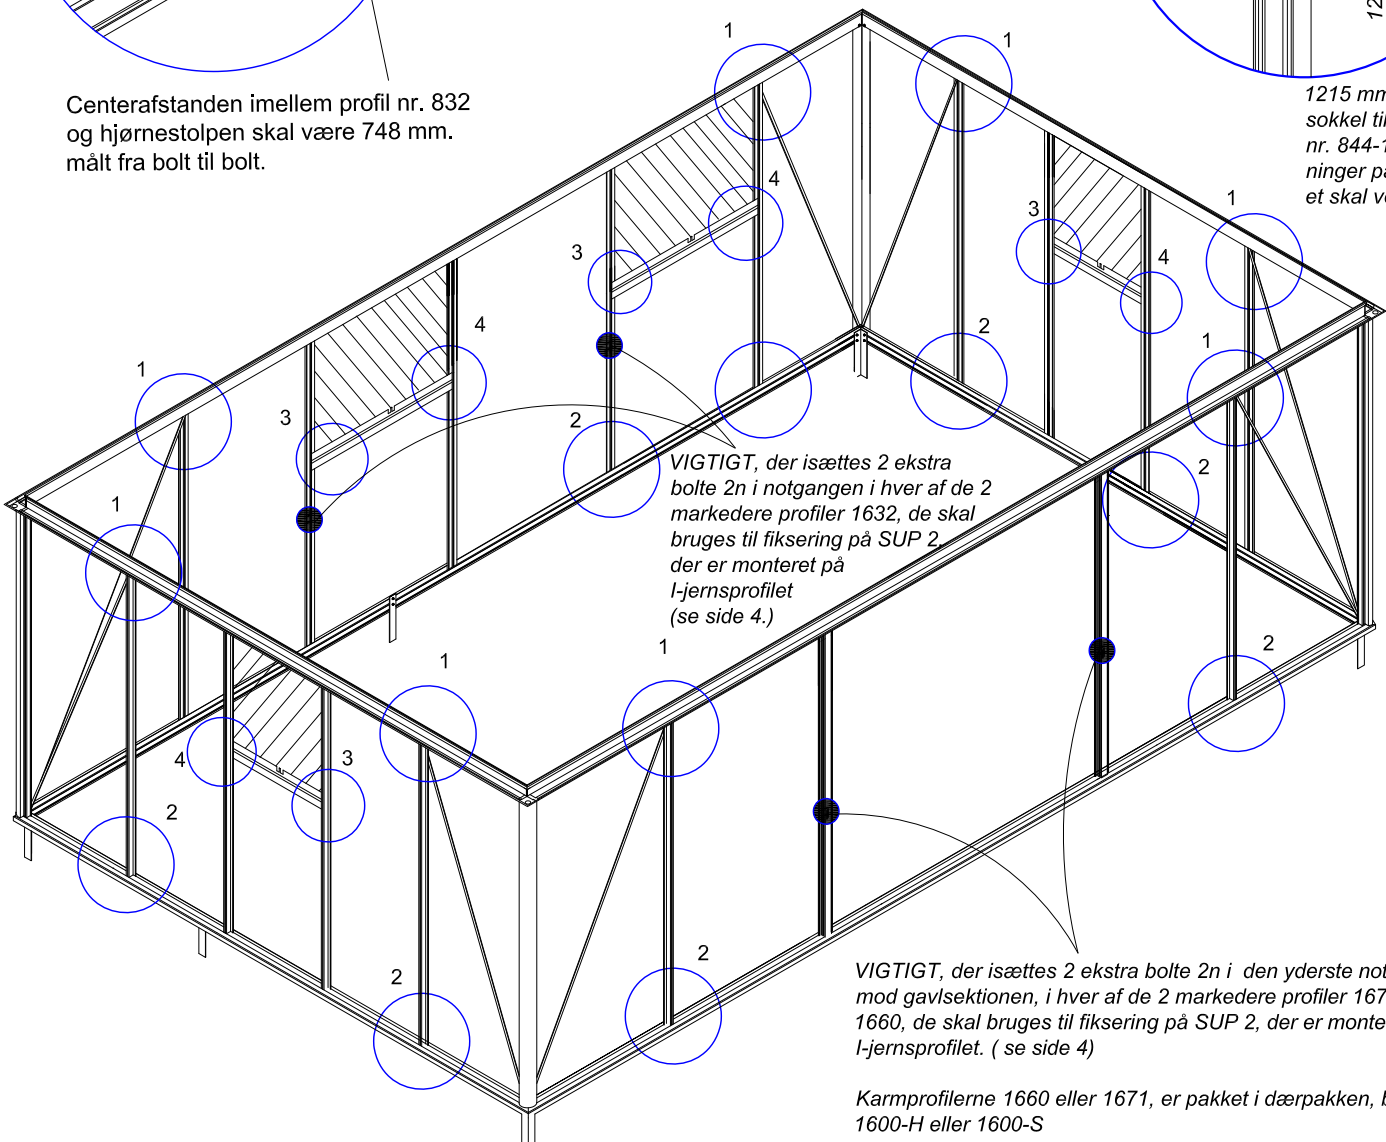 12
Centerafstanden imellem profil nr. 832
og hjørnestolpen skal være 748 mm.
målt fra bolt til bolt.
1215 mm
sokkel til
nr. 844-1
ninger på
et skal v
1
1
4
3
1
3
4
3
4
1
1
2
1
3
2
2
VIGTIGT, der isættes 2 ekstra
bolte 2n i notgangen i hver af de 2
markedere profiler 1632, de skal
bruges til fiksering på SUP 2,
der er monteret på
I-jernsprofilet
(se side 4.)
1
1
2
4
3
2
2
2
VIGTIGT, der isættes 2 ekstra bolte 2n i  den yderste not
mod gavlsektionen, i hver af de 2 markedere profiler 167
1660, de skal bruges til fiksering på SUP 2, der er monte
I-jernsprofilet. ( se side 4)
Karmprofilerne 1660 eller 1671, er pakket i dærpakken, b
1600-H eller 1600-S